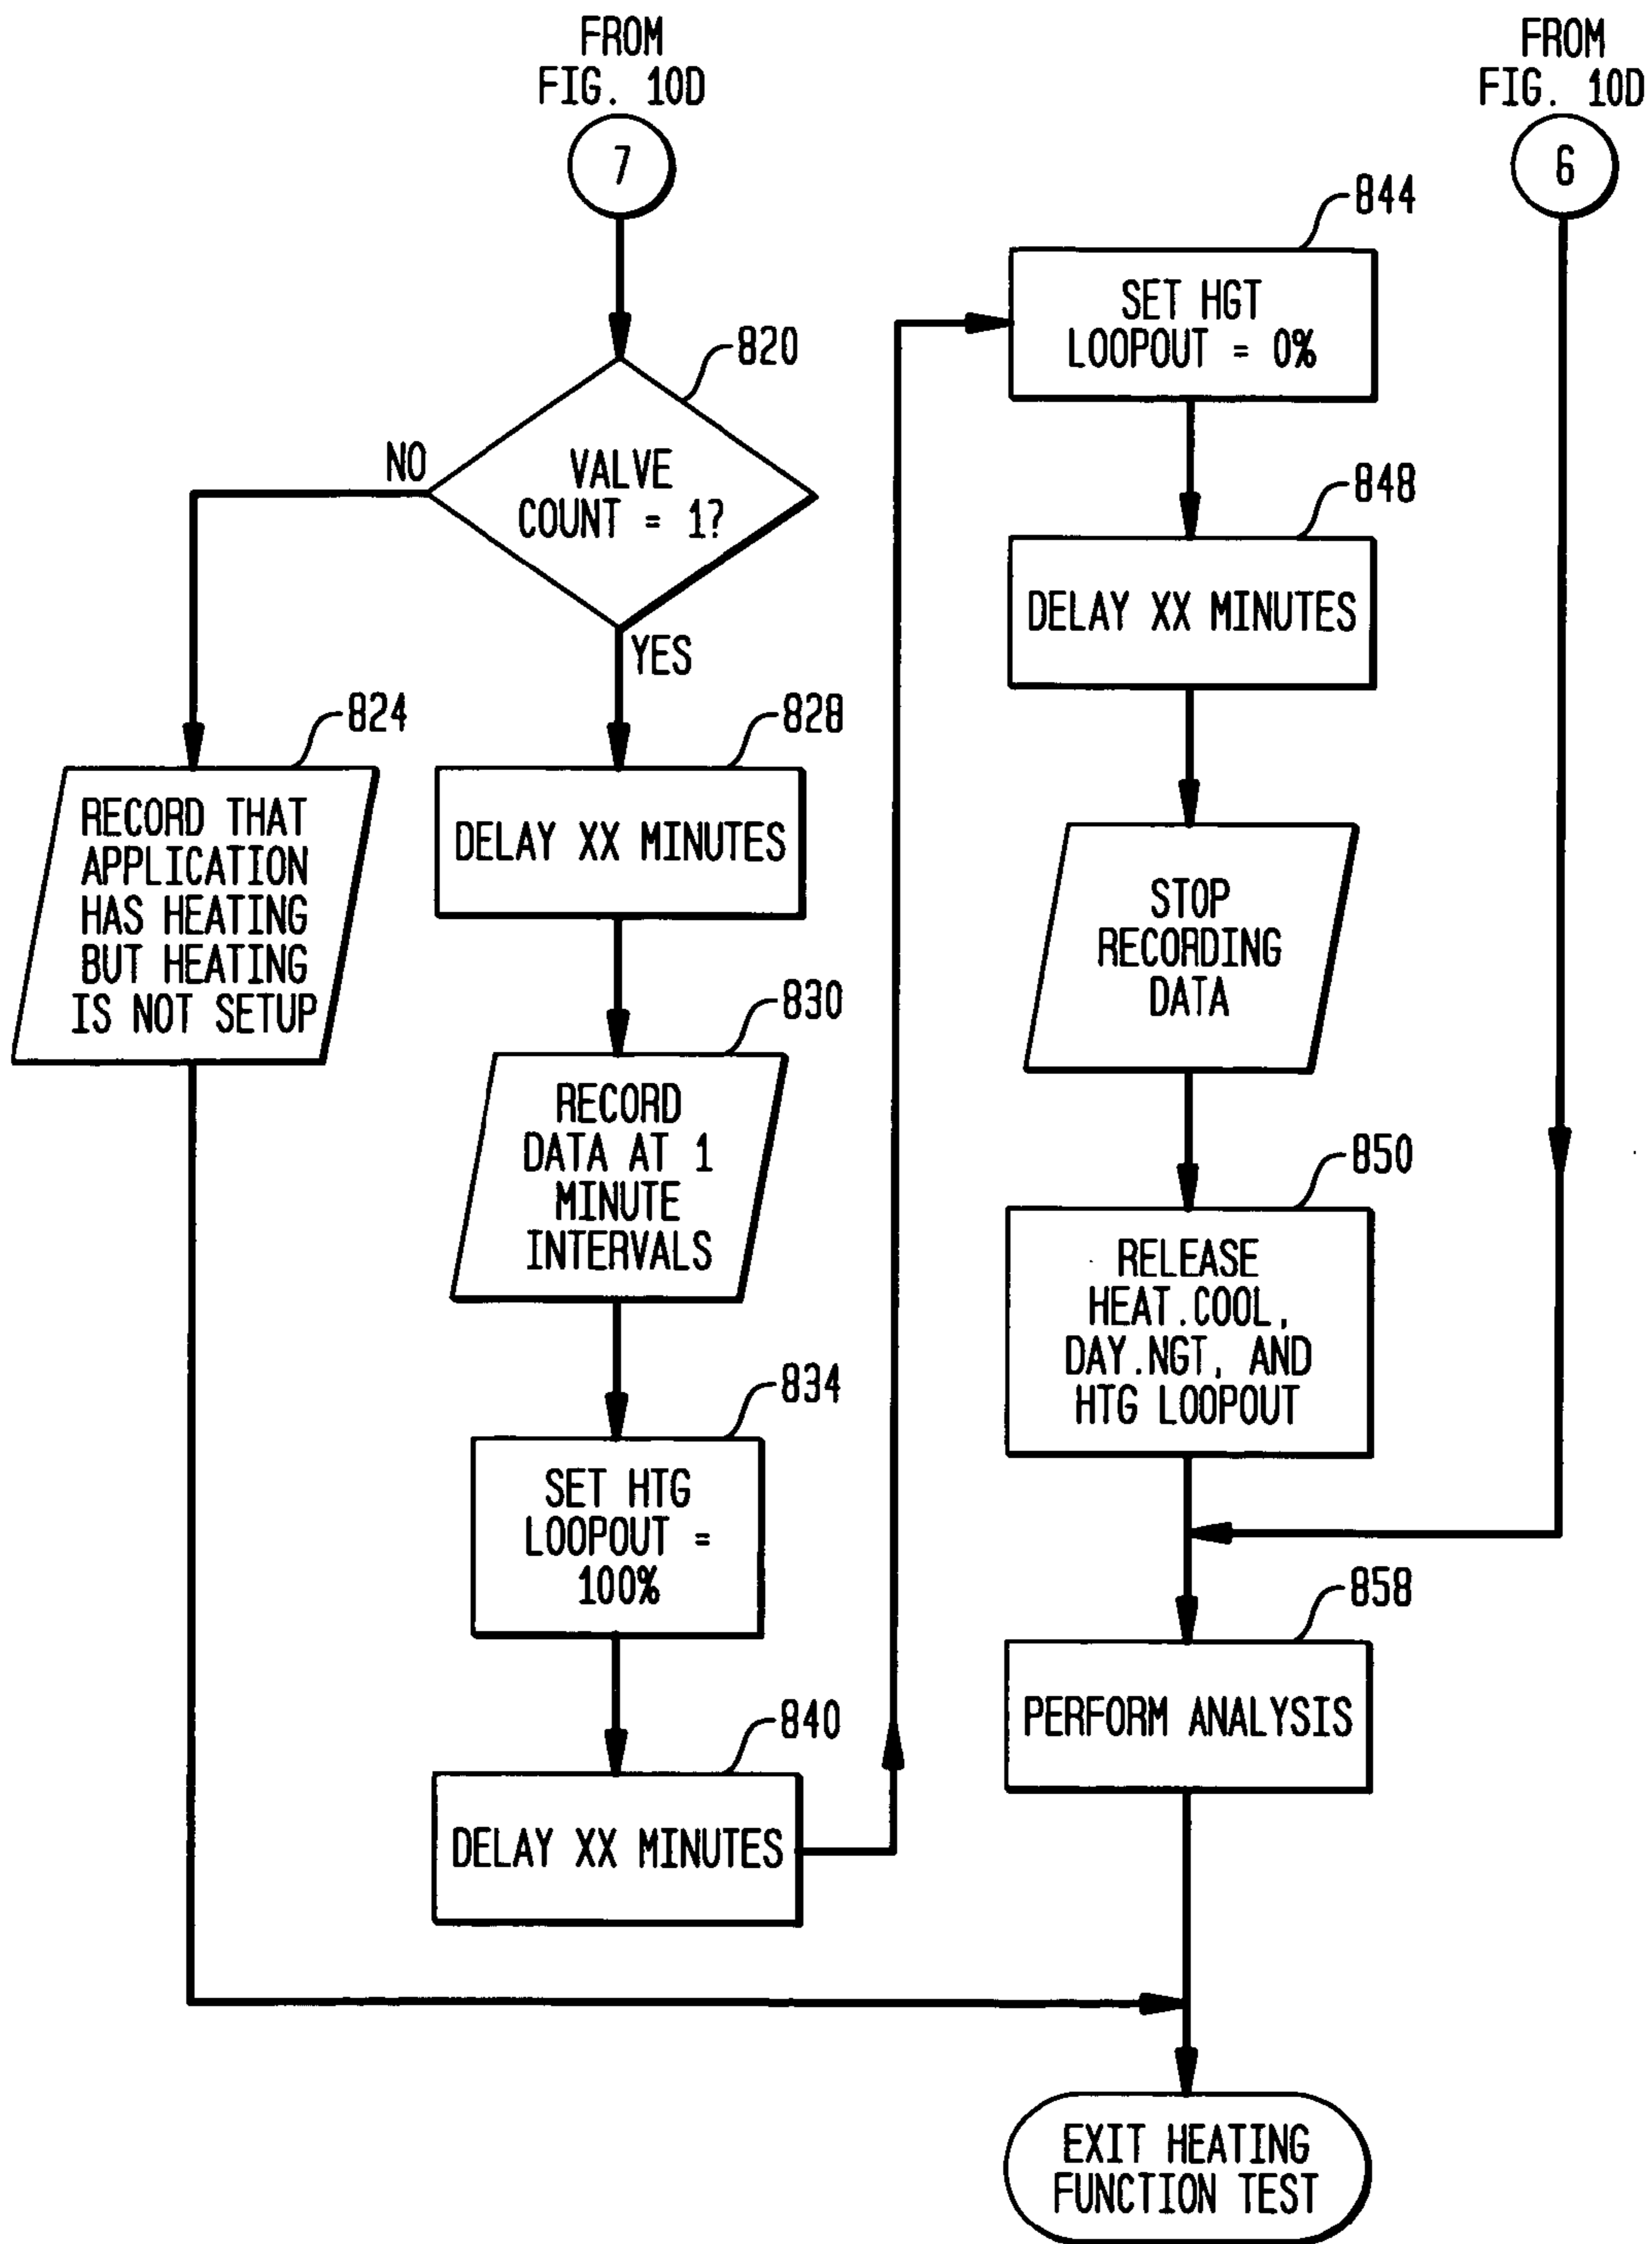 FROM
FIG. 10D
7
820
VALVE
COUNT = 1?
NO
YES
824
RECORD THAT
APPLICATION
HAS HEATING
BUT HEATING
IS NOT SETUP
828
DELAY XX MINUTES
830
RECORD
DATA AT 1
MINUTE
INTERVALS
834
SET HTG
LOOPOUT =
100%
840
DELAY XX MINUTES
844
SET HGT
LOOPOUT = 0%
848
DELAY XX MINUTES
STOP
RECORDING
DATA
850
RELEASE
HEAT.COOL,
DAY.NGT, AND
HTG LOOPOUT
FROM
FIG. 10D
6
858
PERFORM ANALYSIS
EXIT HEATING
FUNCTION TEST